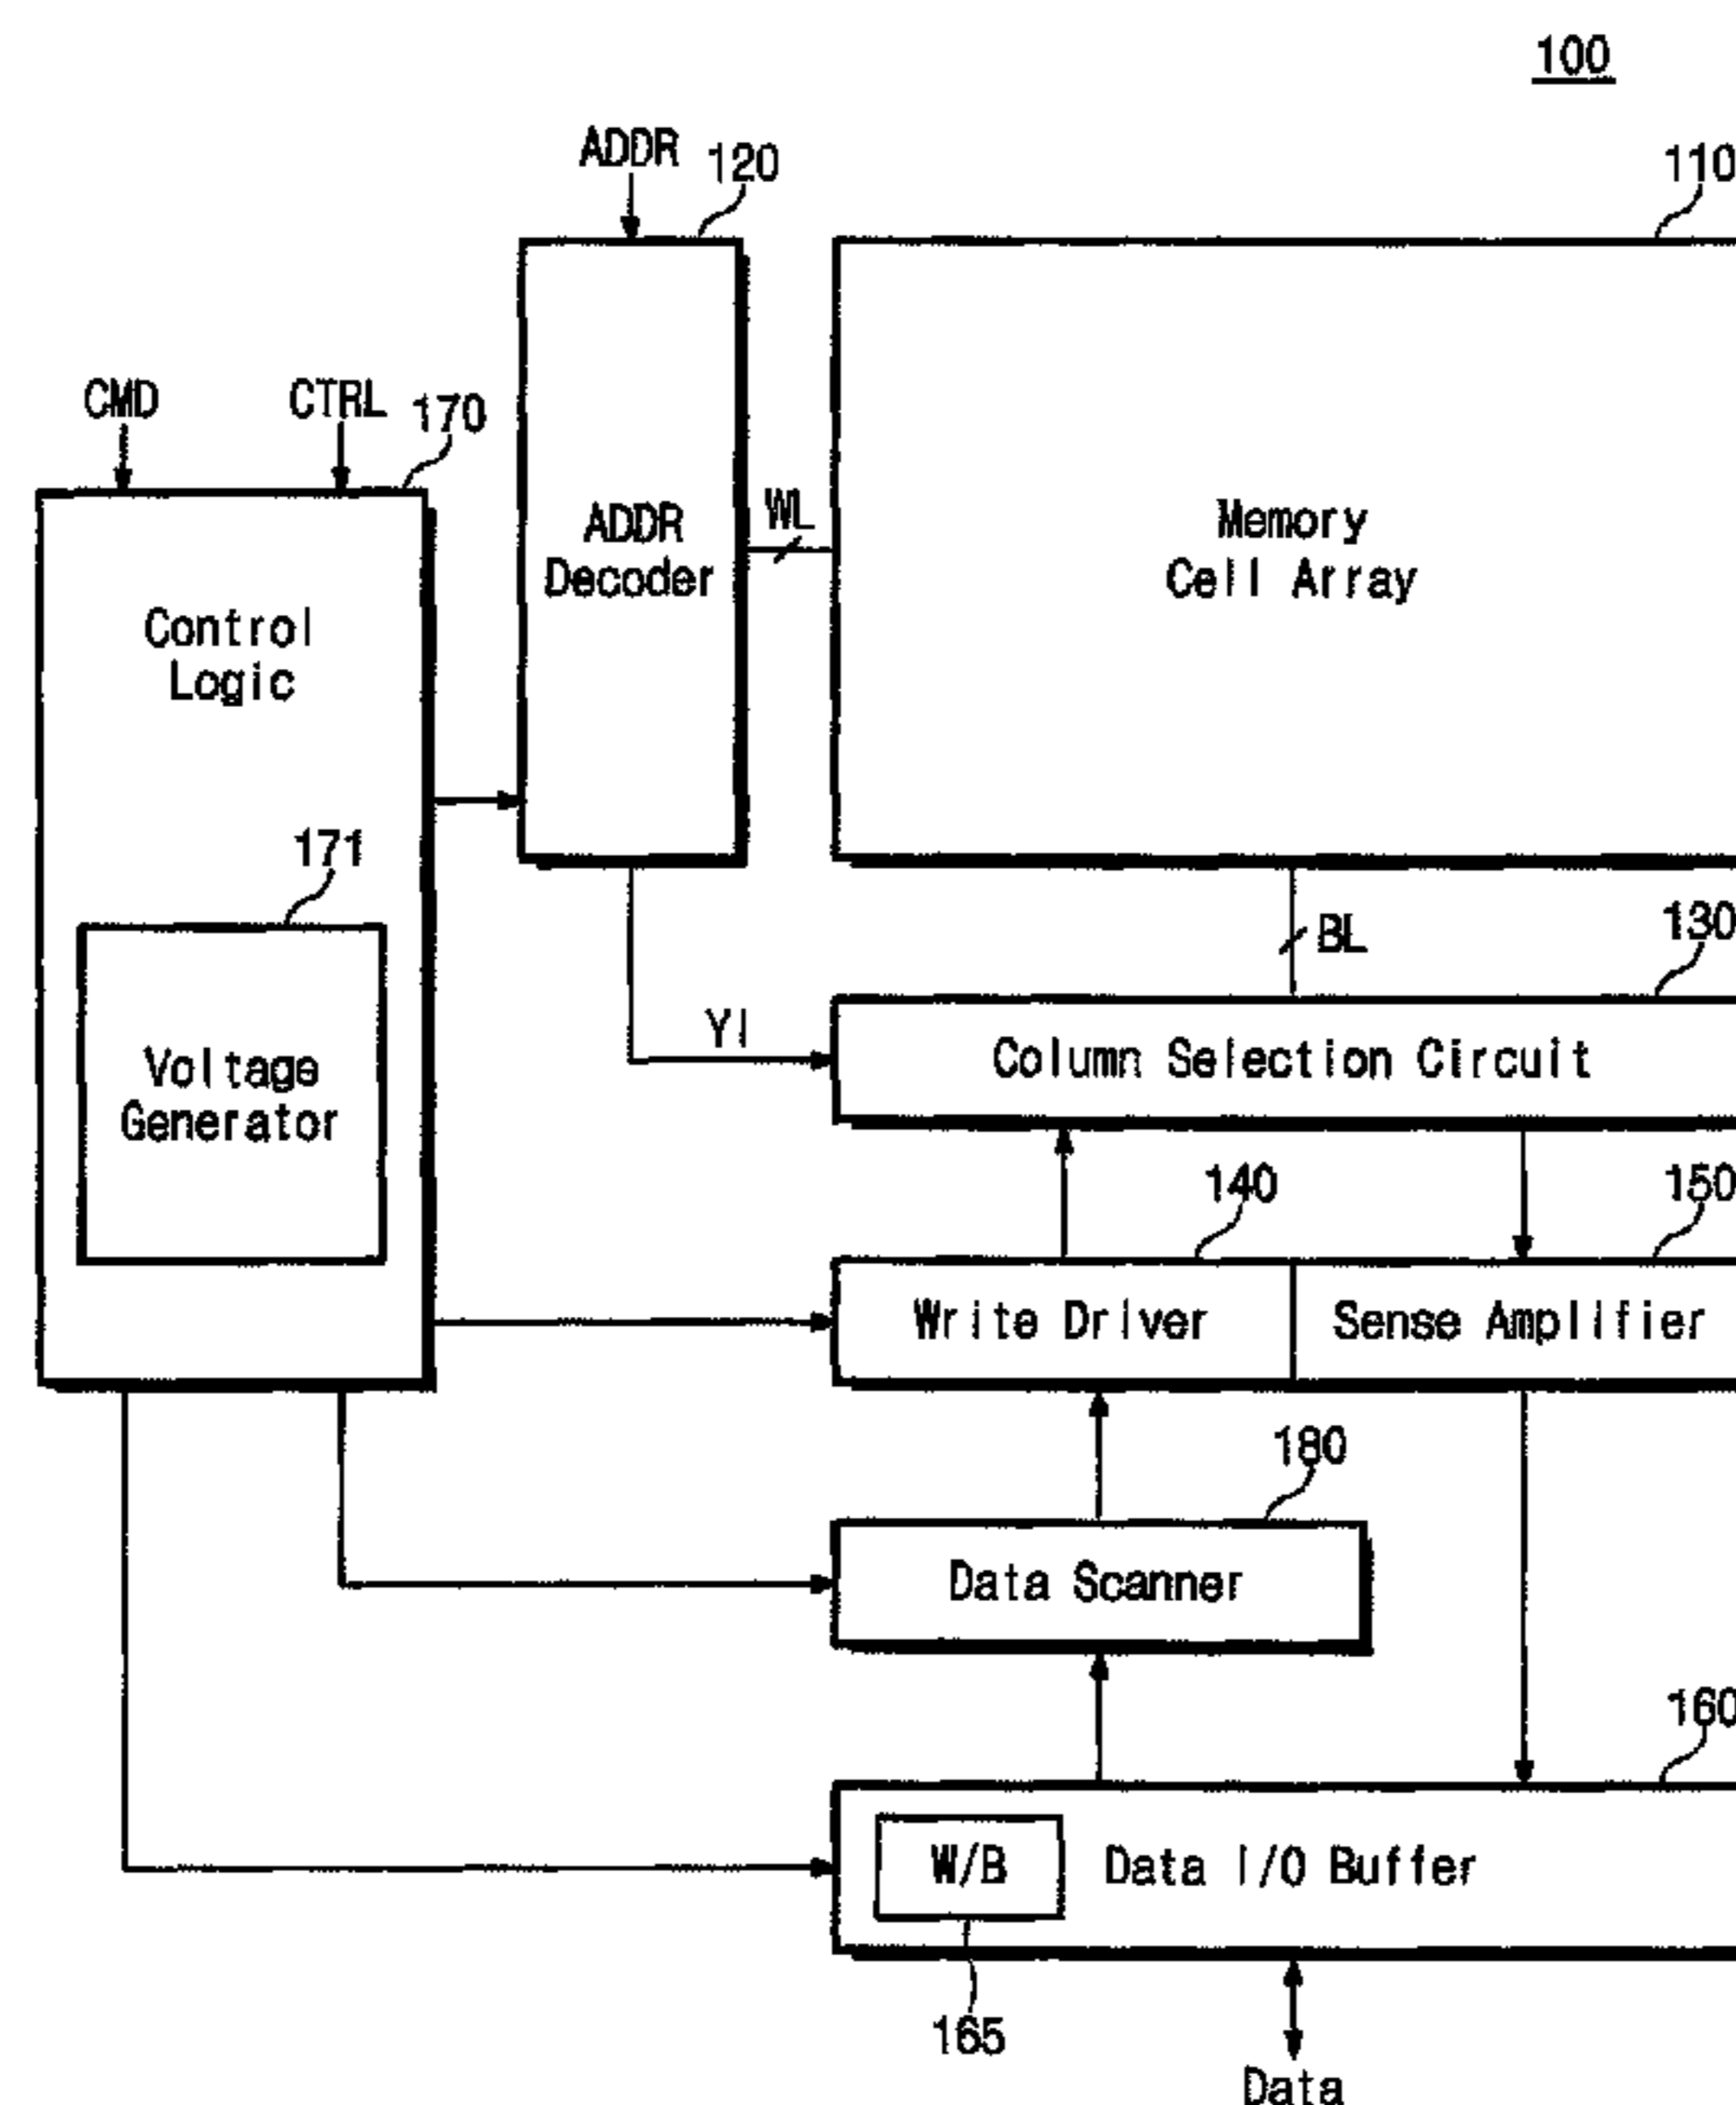 100
ADDR
120
110
CMD
CTRL
170
ADDR
Decoder
WL
Memory
Cell Array
Control
Logic
171
BL
130
YI
Column Selection Circuit
Voltage
Generator
140
150
Write Driver
Sense Amplifier
180
Data Scanner
160
W/B
Data I/O Buffer
165
Data